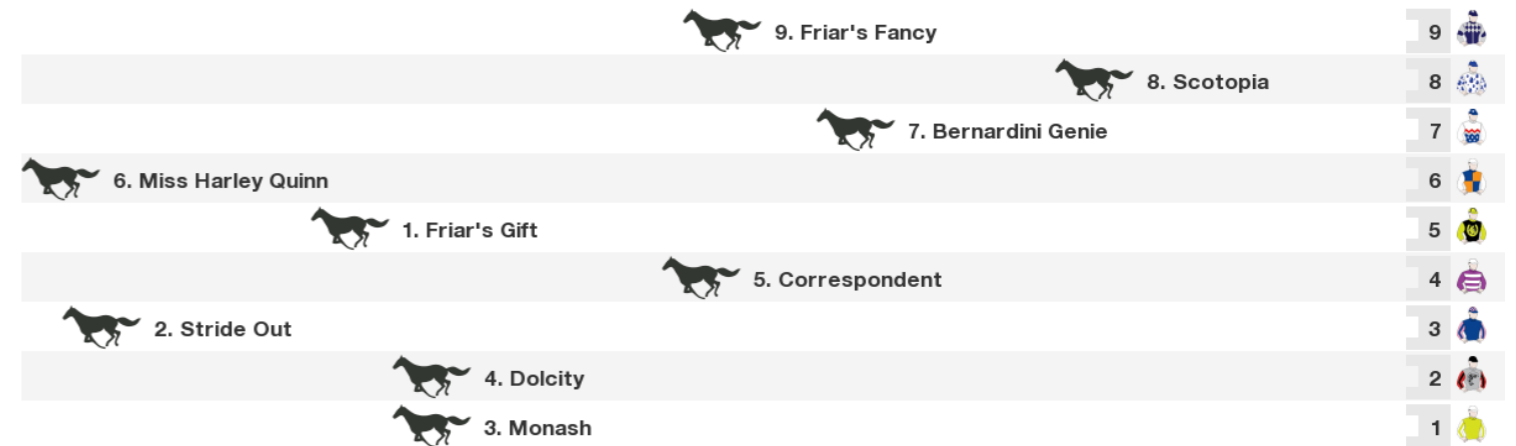 9. Friar's Fancy 9
8. Scotopia 8
7. Bernardini Genie 7
6. Miss Harley Quinn 6
1. Friar's Gift 5
5. Correspondent 4
2. Stride Out 3
4. Dolcity 2
3. Monash 1